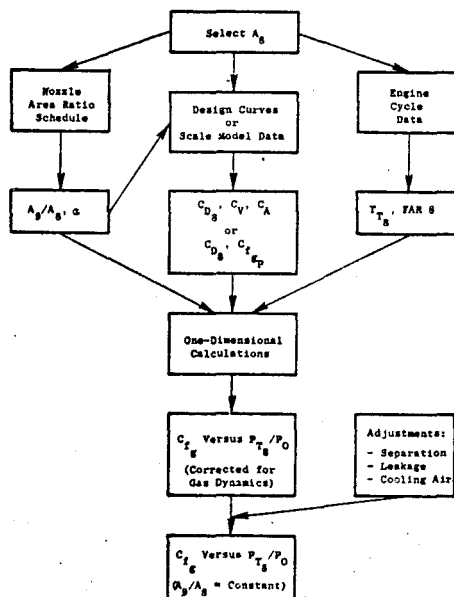 Select A8
Nozzle
Area Ratio
Schedule
Design Curves
or
Scale Model Data
Engine
Cycle
Data
A9/A8, α
CD8, CV, CA
or
CD8, Cfgp
TT8, FAR 8
One-Dimensional
Calculations
Cfg Versus PT8/PO
(Corrected for
Gas Dynamics)
Adjustments:
- Separation
- Leakage
- Cooling Air
Cfg Versus PT8/PO
(A9/A8 = Constant)